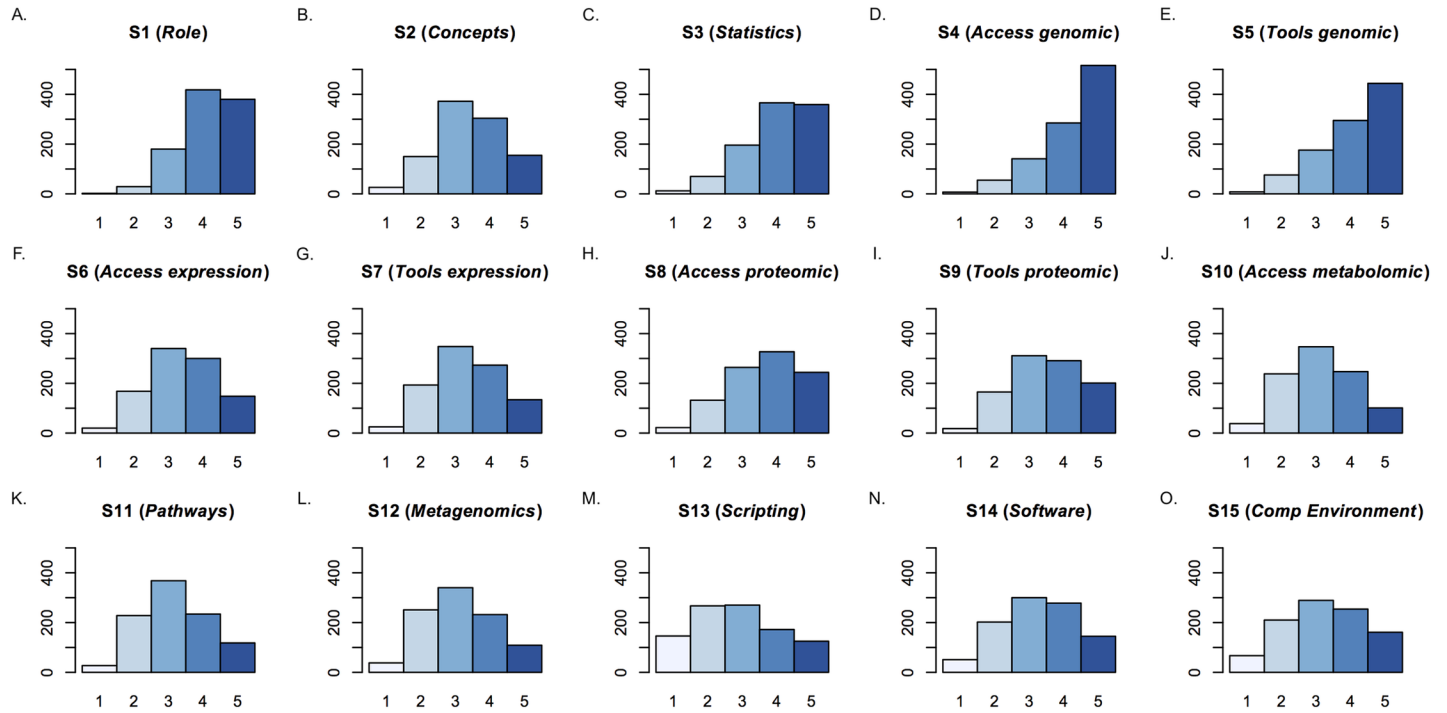 A.
S1 (Role)
0 200 400
1 2 3 4 5
B.
S2 (Concepts)
0 200 400
1 2 3 4 5
C.
S3 (Statistics)
0 200 400
1 2 3 4 5
D.
S4 (Access genomic)
0 200 400
1 2 3 4 5
E.
S5 (Tools genomic)
0 200 400
1 2 3 4 5
F.
S6 (Access expression)
0 200 400
1 2 3 4 5
G.
S7 (Tools expression)
0 200 400
1 2 3 4 5
H.
S8 (Access proteomic)
0 200 400
1 2 3 4 5
I.
S9 (Tools proteomic)
0 200 400
1 2 3 4 5
J.
S10 (Access metabolomic)
0 200 400
1 2 3 4 5
K.
S11 (Pathways)
0 200 400
1 2 3 4 5
L.
S12 (Metagenomics)
0 200 400
1 2 3 4 5
M.
S13 (Scripting)
0 200 400
1 2 3 4 5
N.
S14 (Software)
0 200 400
1 2 3 4 5
O.
S15 (Comp Environment)
0 200 400
1 2 3 4 5